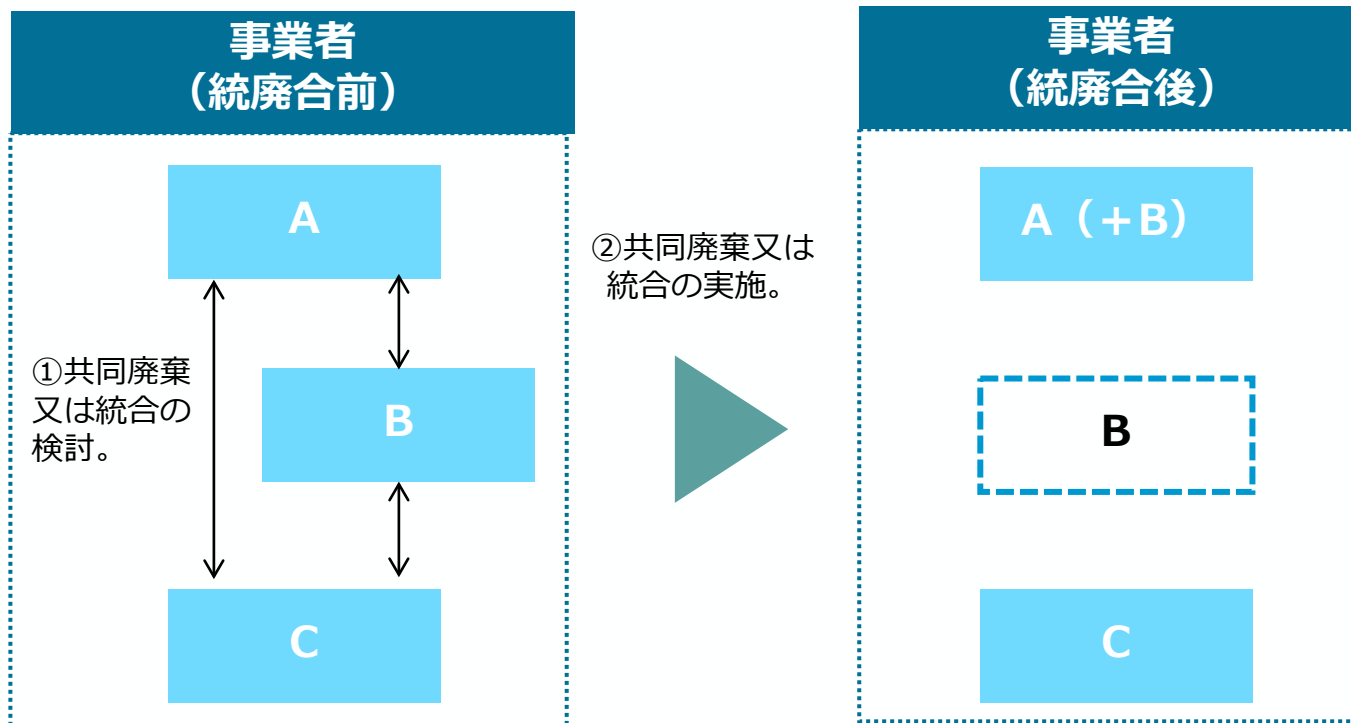 事業者
（統廃合前）
A
①共同廃棄
又は統合の
検討。
B
C
②共同廃棄又は
統合の実施。
事業者
（統廃合後）
A（＋B）
B
C